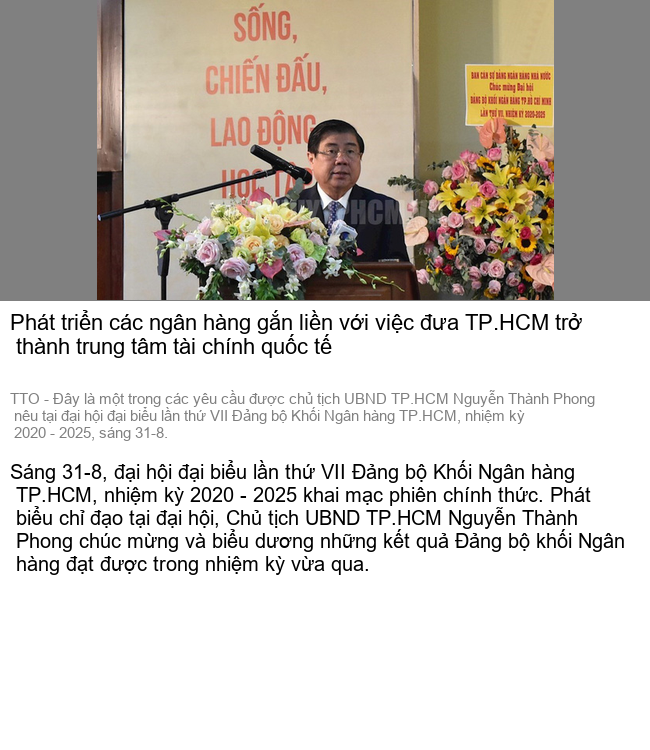 SỐNG,
CHIẾN ĐẤU,
LAO ĐỘNG
HỌC TẬP
BAN CÁN SỰ ĐẢNG NGÂN HÀNG NHÀ NƯỚC
Chúc mừng Đại hội
ĐẢNG BỘ KHỐI NGÂN HÀNG TP.HỒ CHÍ MINH
LẦN THỨ VII, NHIỆM KỲ 2020-2025
Phát triển các ngân hàng gắn liền với việc đưa TP.HCM trở
thành trung tâm tài chính quốc tế
TTO - Đây là một trong các yêu cầu được chủ tịch UBND TP.HCM Nguyễn Thành Phong
nêu tại đại hội đại biểu lần thứ VII Đảng bộ Khối Ngân hàng TP.HCM, nhiệm kỳ
2020 - 2025, sáng 31-8.
Sáng 31-8, đại hội đại biểu lần thứ VII Đảng bộ Khối Ngân hàng
TP.HCM, nhiệm kỳ 2020 - 2025 khai mạc phiên chính thức. Phát
biểu chỉ đạo tại đại hội, Chủ tịch UBND TP.HCM Nguyễn Thành
Phong chúc mừng và biểu dương những kết quả Đảng bộ khối Ngân
hàng đạt được trong nhiệm kỳ vừa qua.